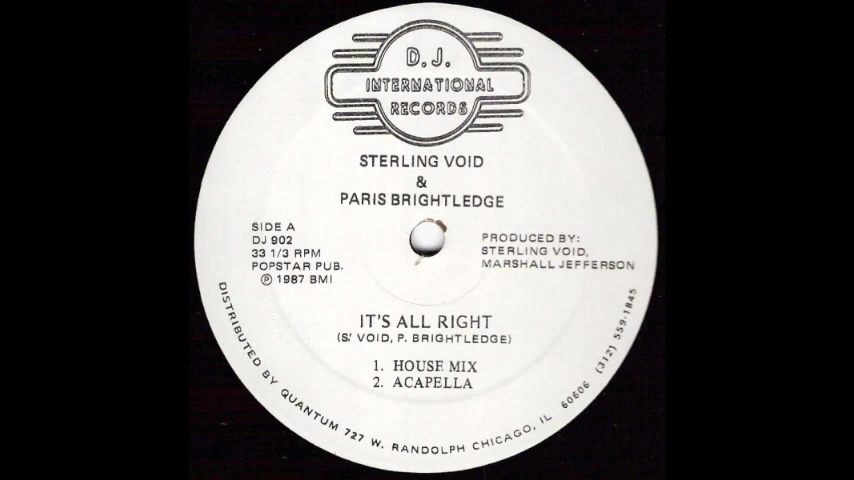 D.J.
INTERNATIONAL
RECORDS
STERLING VOID
&
PARIS BRIGHTLEDGE
SIDE A
DJ 902
33 1/3 RPM
POPSTAR PUB.
℗ 1987 BMI
PRODUCED BY:
STERLING VOID,
MARSHALL JEFFERSON
IT'S ALL RIGHT
(S. VOID, P. BRIGHTLEDGE)
1. HOUSE MIX
2. ACAPELLA
DISTRIBUTED BY QUANTUM 727 W. RANDOLPH CHICAGO, IL 60606 (312) 559-1845